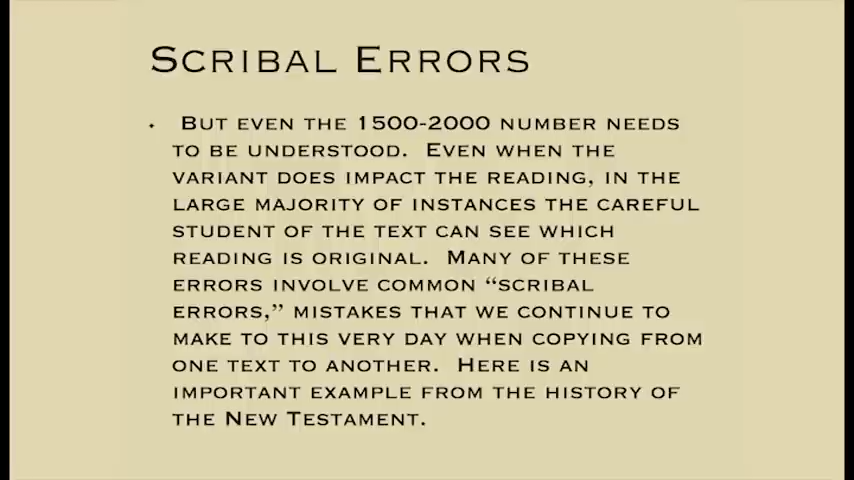 Scribal Errors
• But even the 1500-2000 number needs
to be understood. Even when the
variant does impact the reading, in the
large majority of instances the careful
student of the text can see which
reading is original. Many of these
errors involve common “scribal
errors,” mistakes that we continue to
make to this very day when copying from
one text to another. Here is an
important example from the history of
the New Testament.